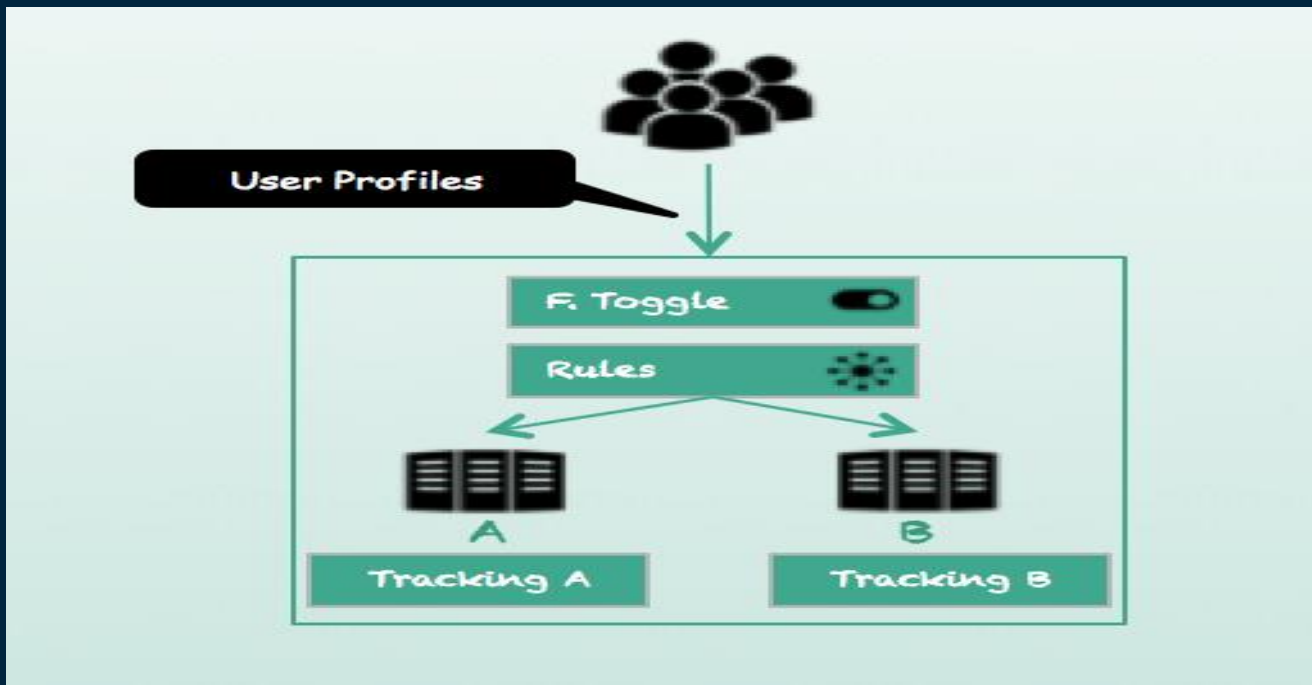 User Profiles
F. Toggle
Rules
A
B
Tracking A
Tracking B